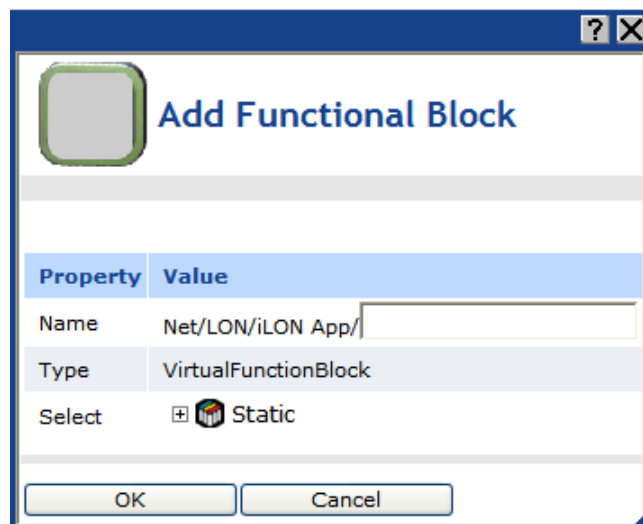 ?
Add Functional Block
Property Value
Name Net/LON/iLON App/
Type VirtualFunctionBlock
Select Static
OK Cancel